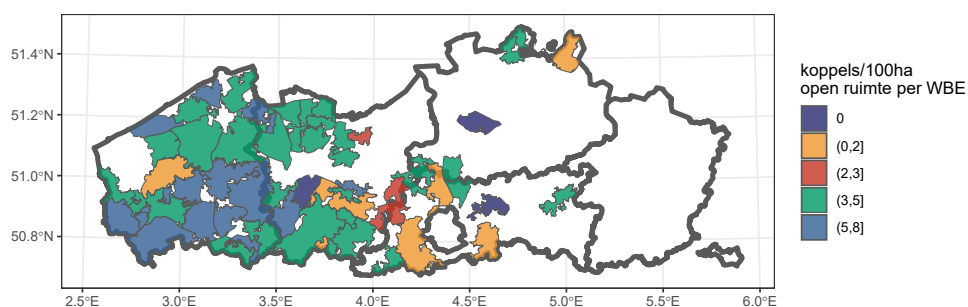 51.4°N
51.2°N
51.0°N
50.8°N
2.5°E 3.0°E 3.5°E 4.0°E 4.5°E 5.0°E 5.5°E 6.0°E
koppels/100ha
open ruimte per WBE
0
(0,2]
(2,3]
(3,5]
(5,8]